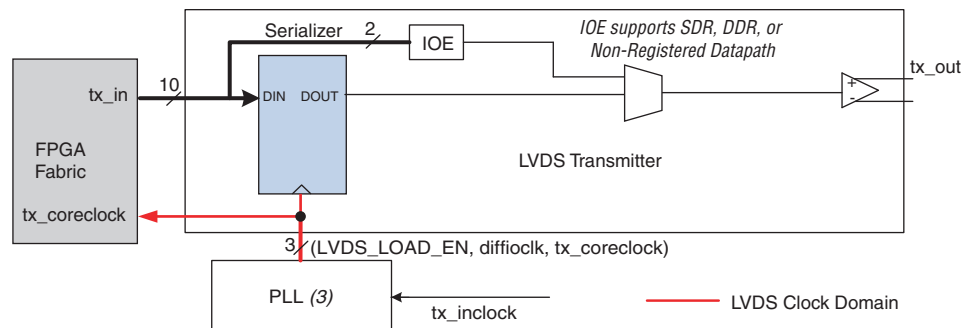 Serializer
2
IOE
IOE supports SDR, DDR, or
Non-Registered Datapath
tx_out
10
tx_in
DIN
DOUT
+
-
FPGA
Fabric
LVDS Transmitter
tx_coreclock
3
(LVDS_LOAD_EN, diffioclk, tx_coreclock)
PLL (3)
tx_inclock
LVDS Clock Domain